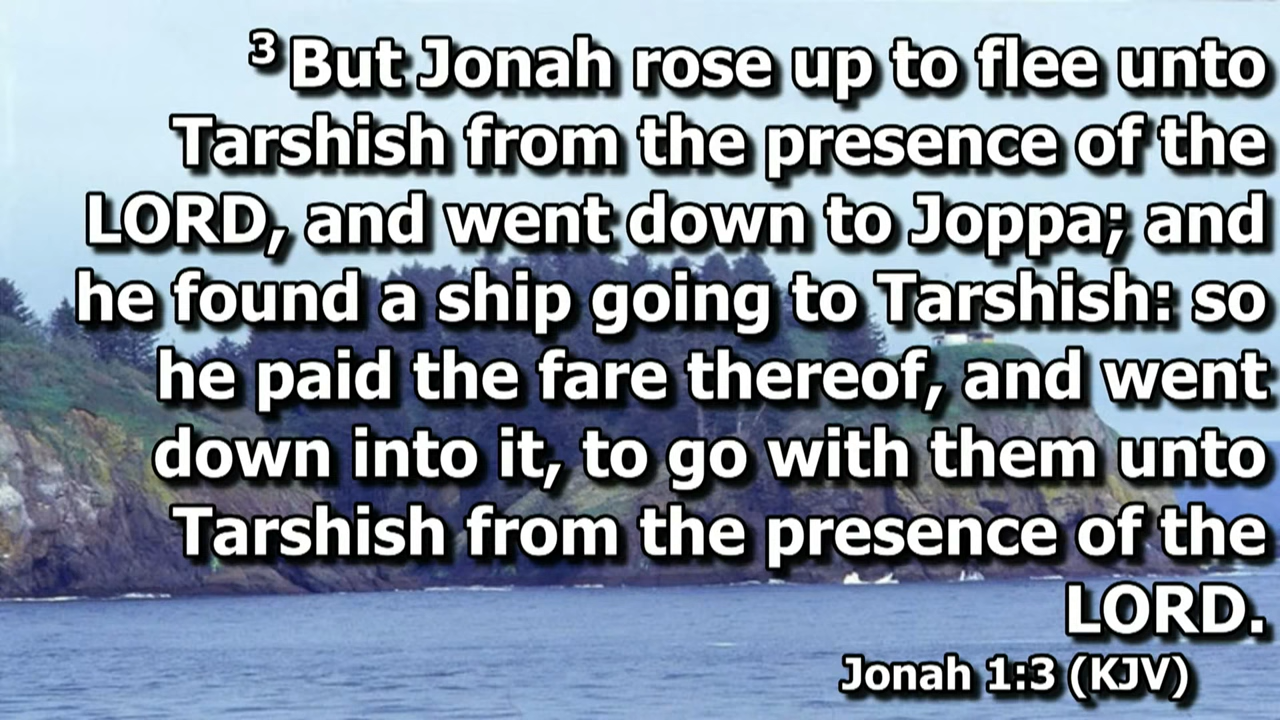 3 But Jonah rose up to flee unto
Tarshish from the presence of the
LORD, and went down to Joppa; and
he found a ship going to Tarshish: so
he paid the fare thereof, and went
down into it, to go with them unto
Tarshish from the presence of the
LORD.
Jonah 1:3 (KJV)